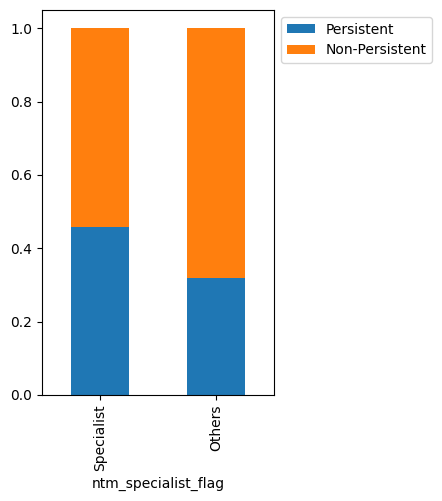 1.0
0.8
0.6
0.4
0.2
0.0
Specialist
Others
ntm_specialist_flag
Persistent
Non-Persistent